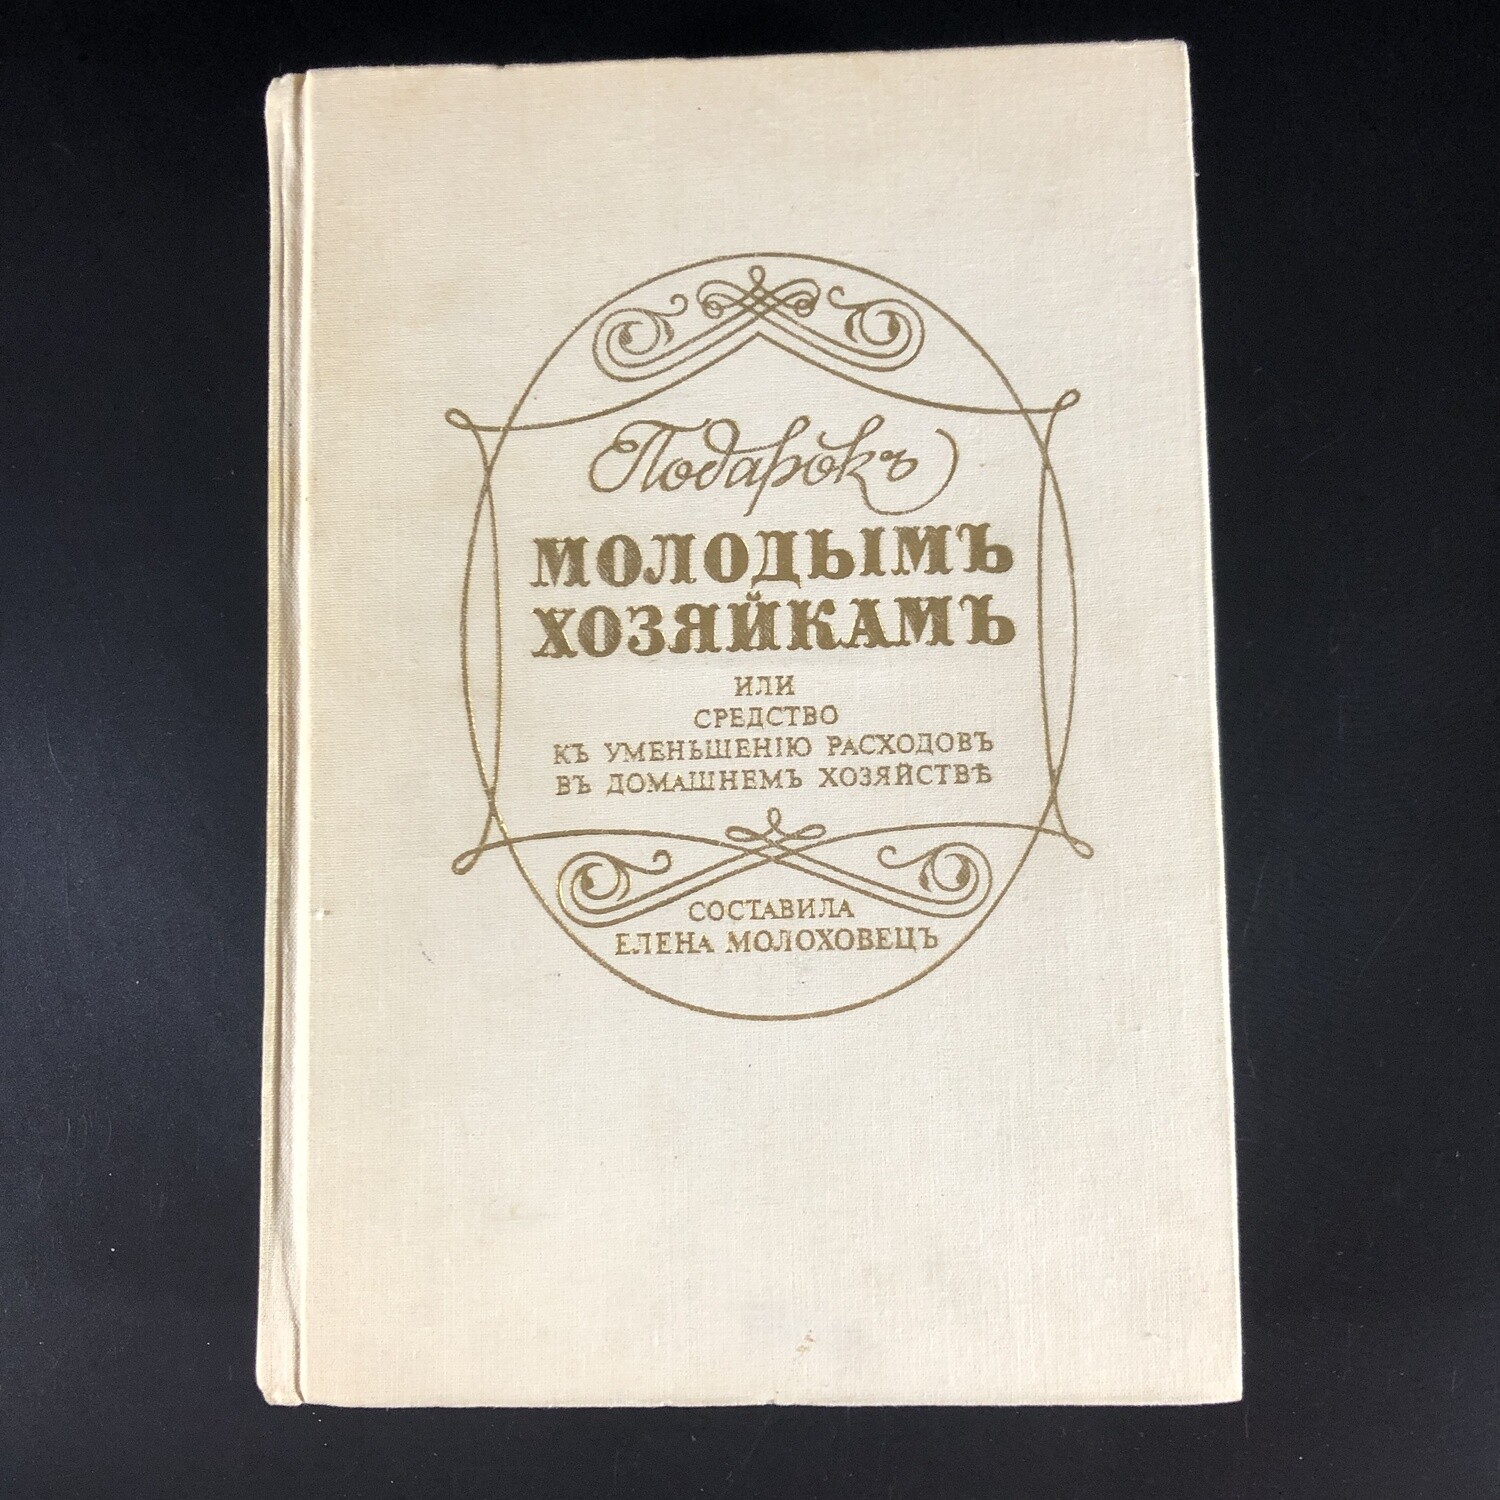 Подарокъ
МОЛОДЫМЪ
ХОЗЯЙКАМЪ
ИЛИ
СРЕДСТВО
КЪ УМЕНЬШЕНІЮ РАСХОДОВЪ
ВЪ ДОМАШНЕМЪ ХОЗЯЙСТВѢ
СОСТАВИЛА
ЕЛЕНА МОЛОХОВЕЦЪ